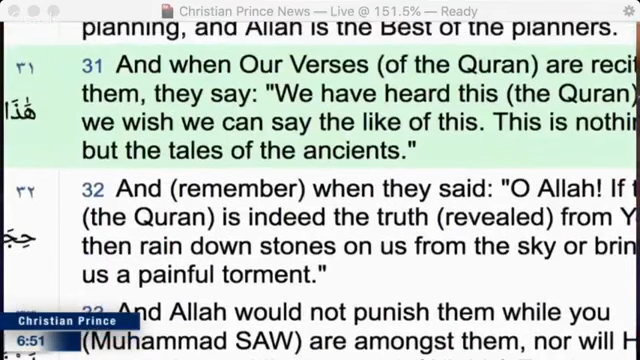 Christian Prince News — Live @ 151.5% — Ready
planning, and Allah is the Best of the planners.
٣١
31 And when Our Verses (of the Quran) are recit
them, they say: "We have heard this (the Quran)
هَٰذَا
we wish we can say the like of this. This is nothi
but the tales of the ancients."
٣٢
32 And (remember) when they said: "O Allah! If
(the Quran) is indeed the truth (revealed) from Y
then rain down stones on us from the sky or brin
us a painful torment."
And Allah would not punish them while you
Christian Prince
6:51
(Muhammad SAW) are amongst them, nor will H